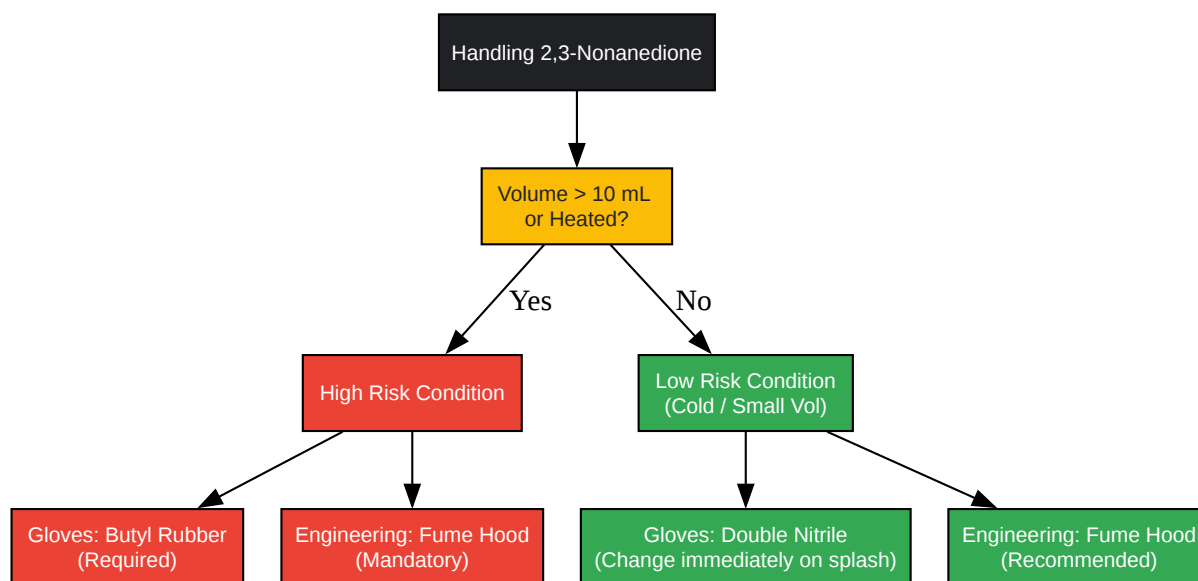 Handling 2,3-Nonanedione
Volume > 10 mL
or Heated?
Yes
No
High Risk Condition
Low Risk Condition
(Cold / Small Vol)
Gloves: Butyl Rubber
(Required)
Engineering: Fume Hood
(Mandatory)
Gloves: Double Nitrile
(Change immediately on splash)
Engineering: Fume Hood
(Recommended)